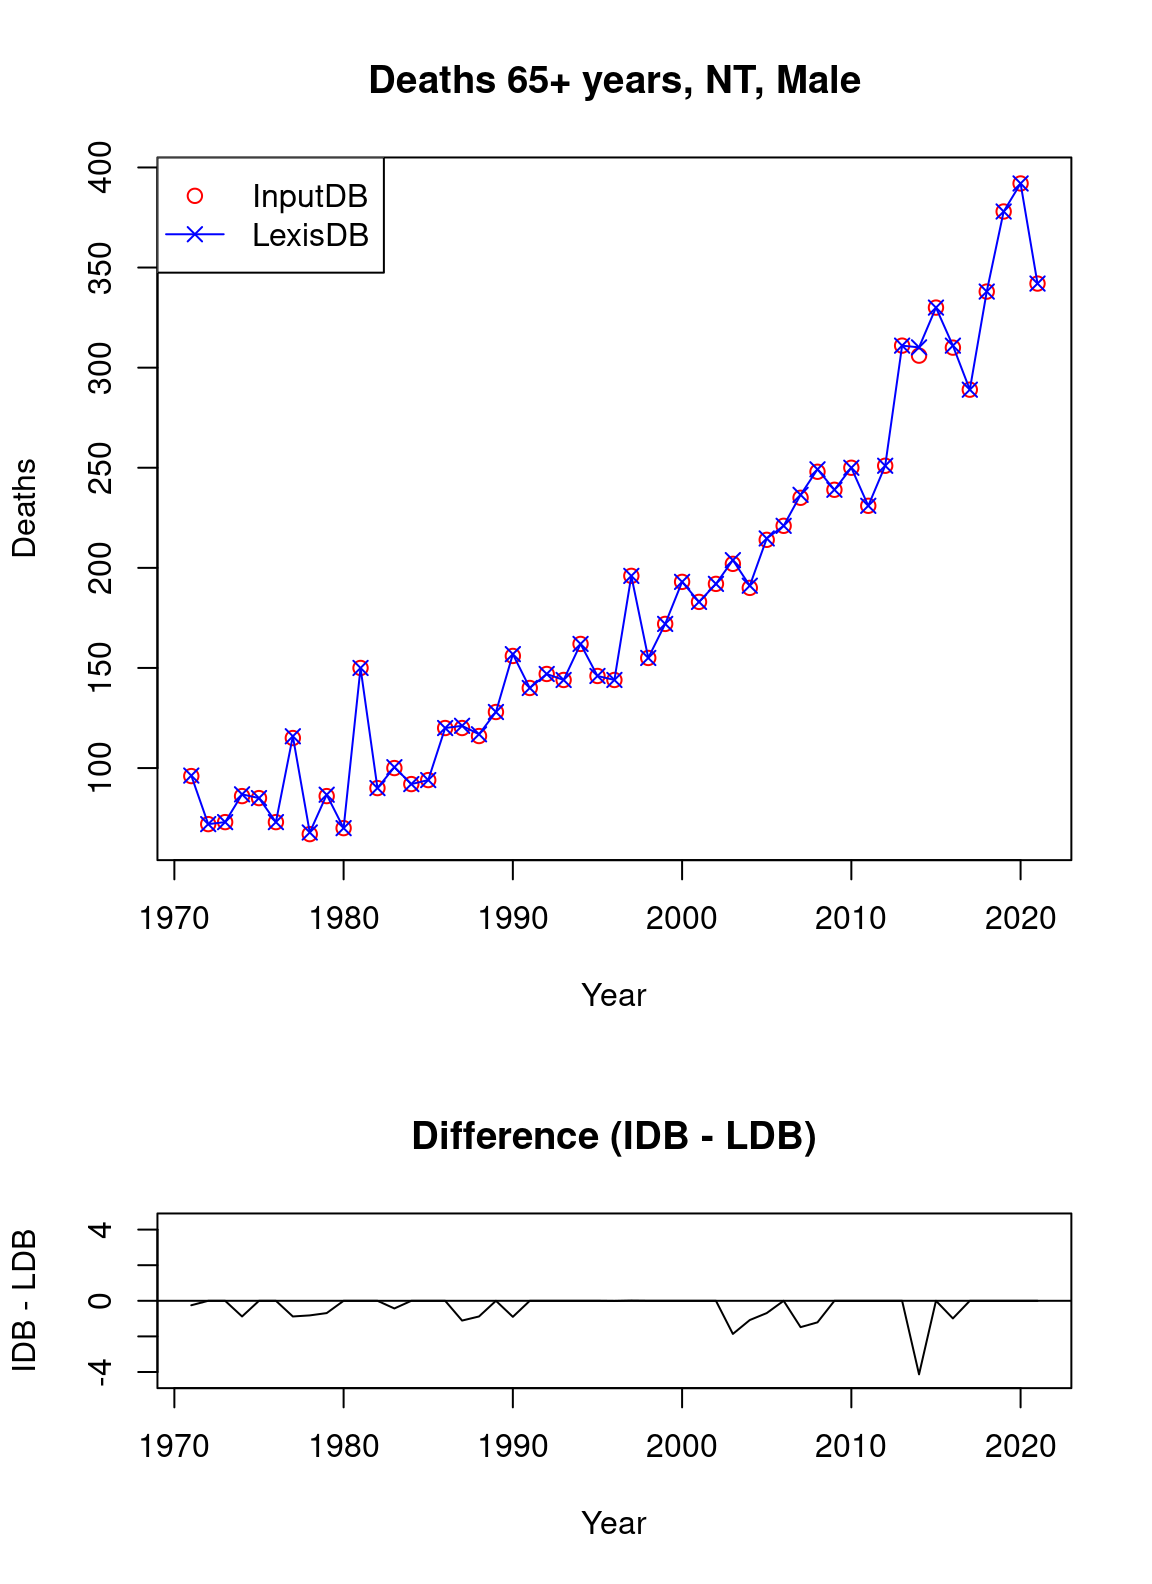 Deaths 65+ years, NT, Male
InputDB
LexisDB
Deaths
400
350
300
250
200
150
100
1970 1980 1990 2000 2010 2020
Year
Difference (IDB - LDB)
IDB - LDB
4
0
-4
1970 1980 1990 2000 2010 2020
Year